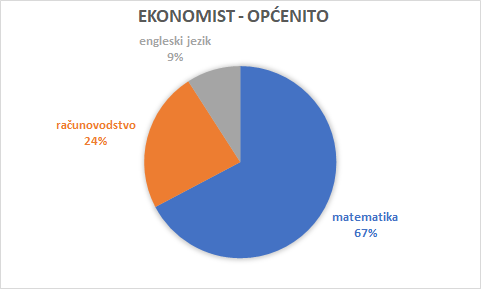 EKONOMIST - OPĆENITO
engleski jezik
9%
računovodstvo
24%
matematika
67%